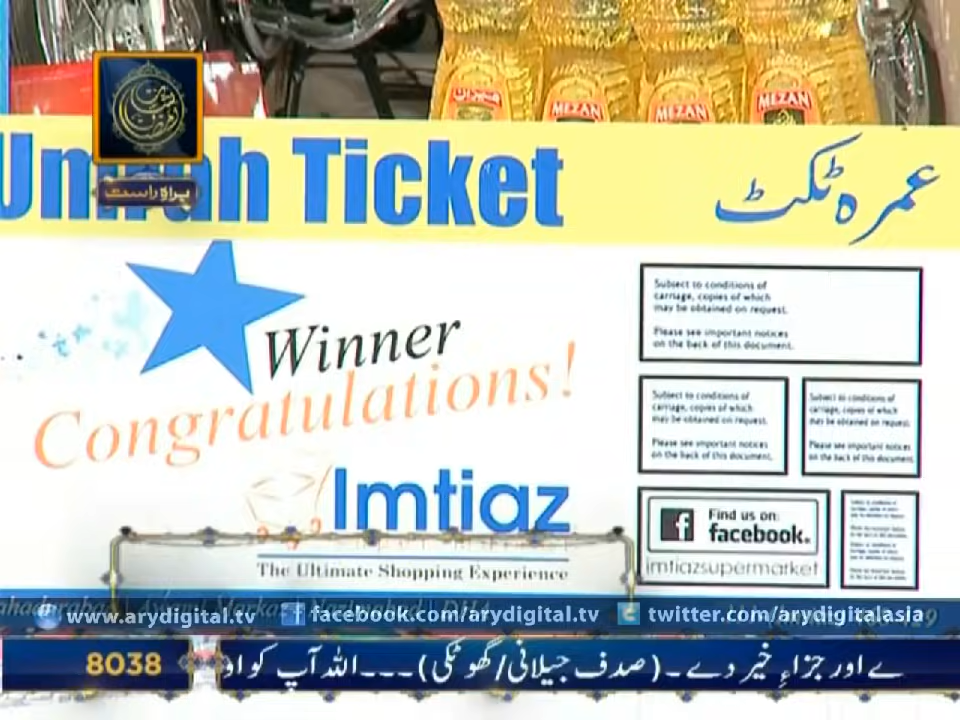 MEZAN MEZAN MEZAN
Umrah Ticket
عمرہ ٹکٹ
براہِ راست
Winner
Congratulations!
Imtiaz
The Ultimate Shopping Experience
Subject to conditions of
carriage, copies of which
may be obtained on request.
Please see important notices
on the back of this document.
Subject to conditions of
carriage, copies of which
may be obtained on request.
Please see important notices
on the back of this document.
Subject to conditions of
carriage, copies of which
may be obtained on request.
Please see important notices
on the back of this document.
Find us on:
facebook.
imtiazsupermarket
www.arydigital.tv facebook.com/arydigital.tv twitter.com/arydigitalasia
8038
ے اور جزاءِ خیر دے۔ (صدف جیلانی/گھوٹکی)۔۔۔اللہ آپ کو او